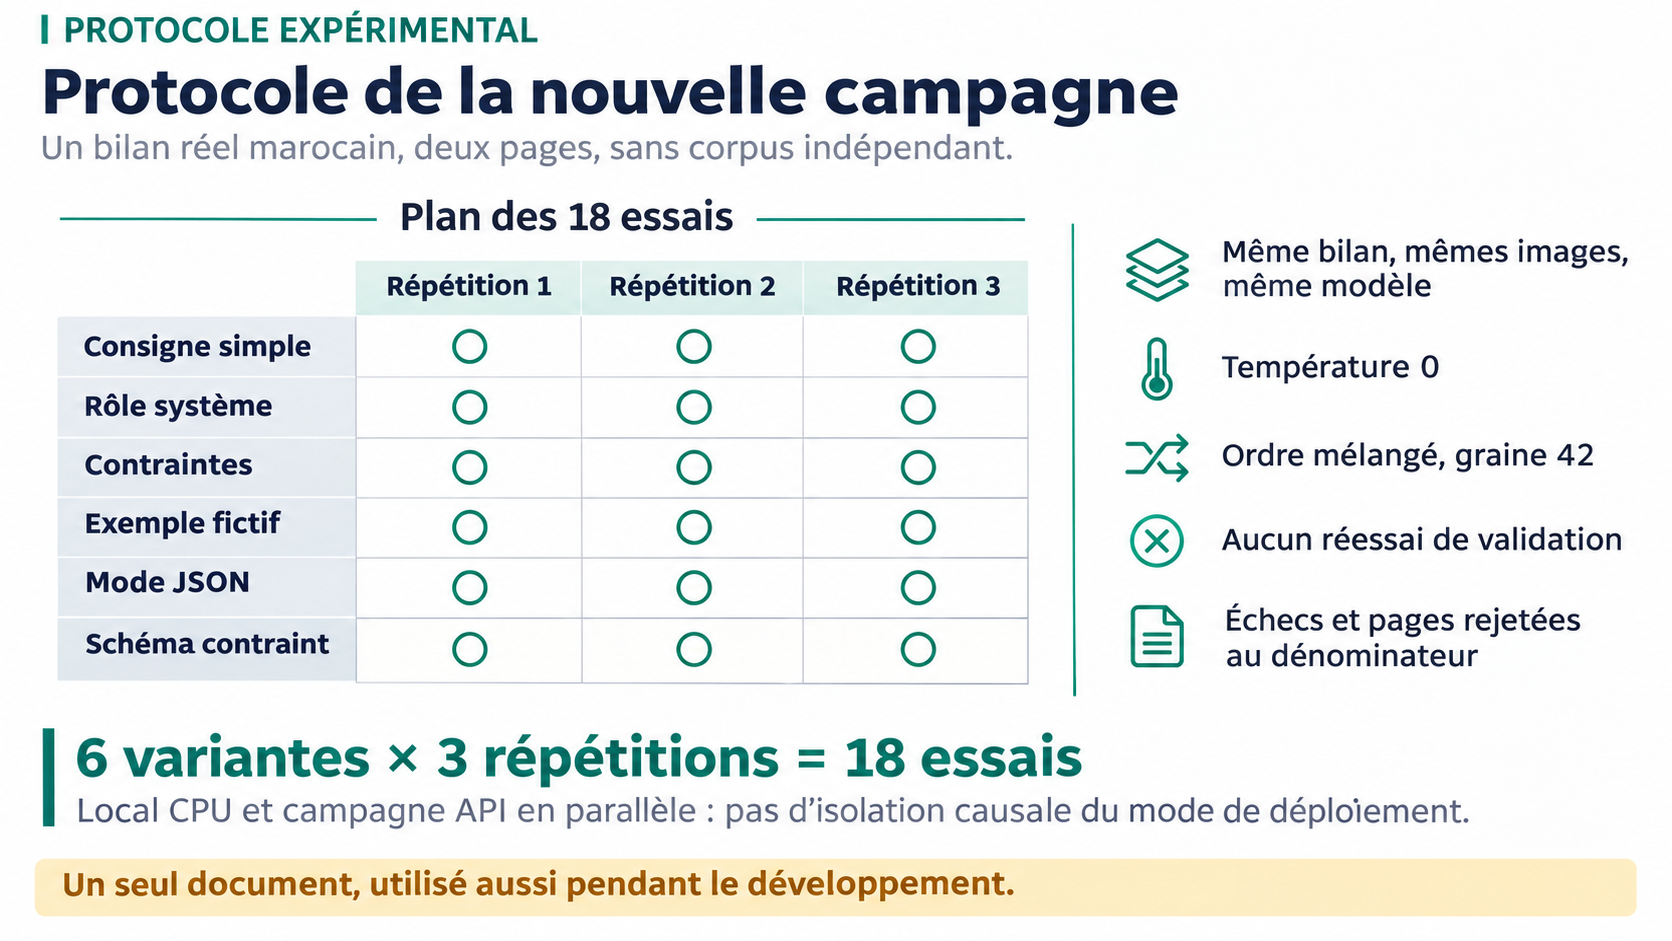 PROTOCOLE EXPÉRIMENTAL
Protocole de la nouvelle campagne
Un bilan réel marocain, deux pages, sans corpus indépendant.
Plan des 18 essais
Répétition 1 Répétition 2 Répétition 3
Consigne simple
Rôle système
Contraintes
Exemple fictif
Mode JSON
Schéma contraint
Même bilan, mêmes images,
même modèle
Température 0
Ordre mélangé, graine 42
Aucun réessai de validation
Échecs et pages rejetées
au dénominateur
6 variantes × 3 répétitions = 18 essais
Local CPU et campagne API en parallèle : pas d’isolation causale du mode de déploiement.
Un seul document, utilisé aussi pendant le développement.